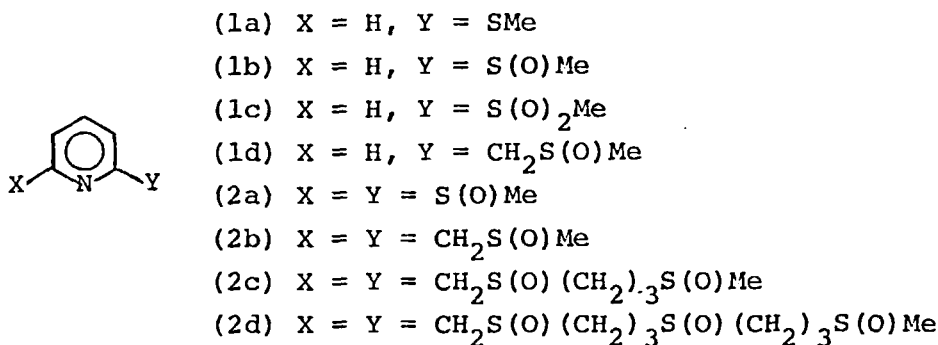 (1a) X = H, Y = SMe
(1b) X = H, Y = S(O)Me
(1c) X = H, Y = S(O)₂Me
(1d) X = H, Y = CH₂S(O)Me
X N Y
(2a) X = Y = S(O)Me
(2b) X = Y = CH₂S(O)Me
(2c) X = Y = CH₂S(O)(CH₂)₃S(O)Me
(2d) X = Y = CH₂S(O)(CH₂)₃S(O)(CH₂)₃S(O)Me